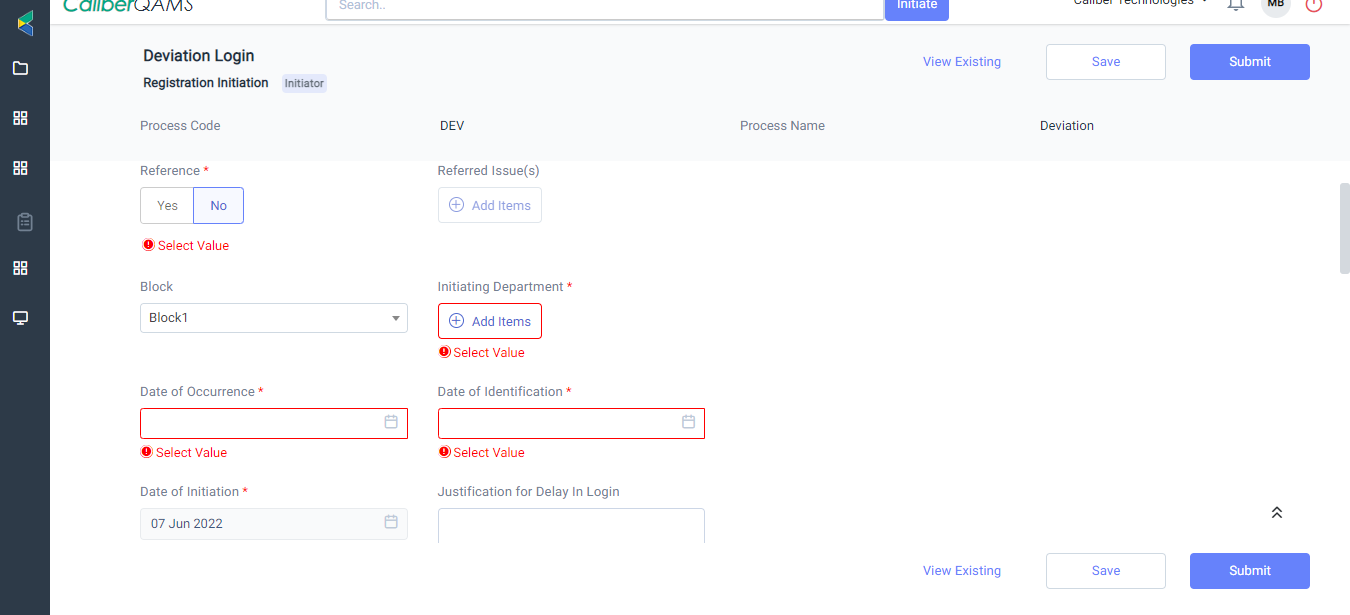 CaliberQAMS
Search..
Initiate
Caliber Technologies
MB
Deviation Login
View Existing
Save
Submit
Registration Initiation Initiator
Process Code
DEV
Process Name
Deviation
Reference *
Referred Issue(s)
Yes
No
Add Items
Select Value
Block
Initiating Department *
Block1
Add Items
Select Value
Date of Occurrence *
Date of Identification *
Select Value
Select Value
Date of Initiation *
Justification for Delay In Login
07 Jun 2022
View Existing
Save
Submit